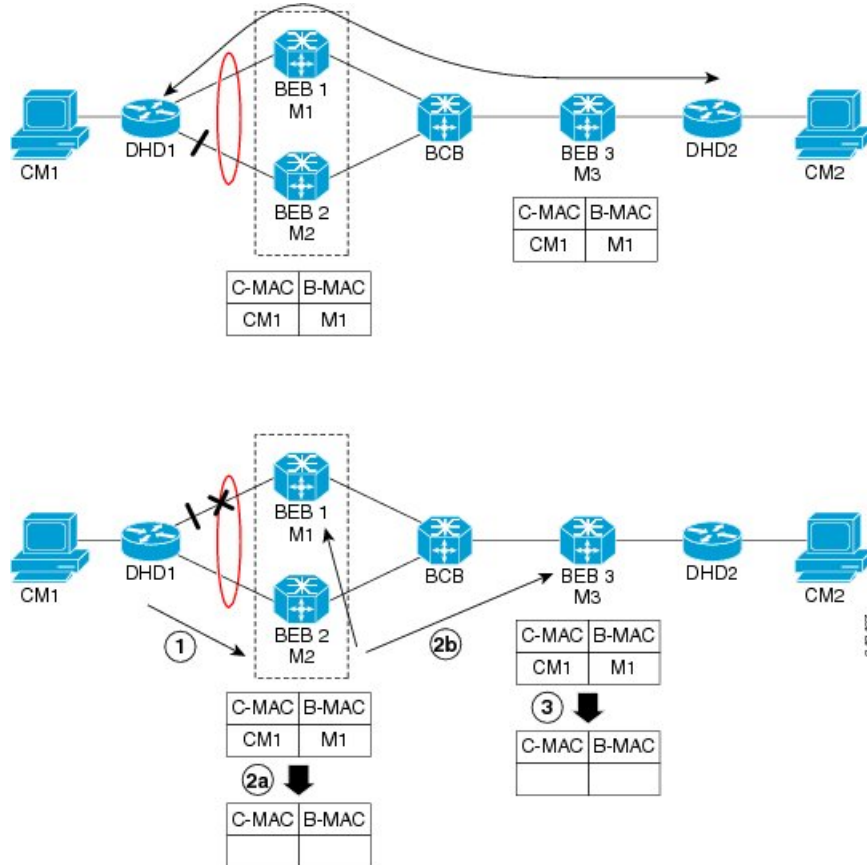 BEB 1
M1
CM1
DHD1
BEB 2
M2
BCB
BEB 3
M3
DHD2
CM2
C-MAC B-MAC
CM1 M1
C-MAC B-MAC
CM1 M1
BEB 1
M1
CM1
DHD1
BEB 2
M2
BCB
BEB 3
M3
DHD2
CM2
1
2b
C-MAC B-MAC
CM1 M1
2a
C-MAC B-MAC
C-MAC B-MAC
CM1 M1
3
C-MAC B-MAC